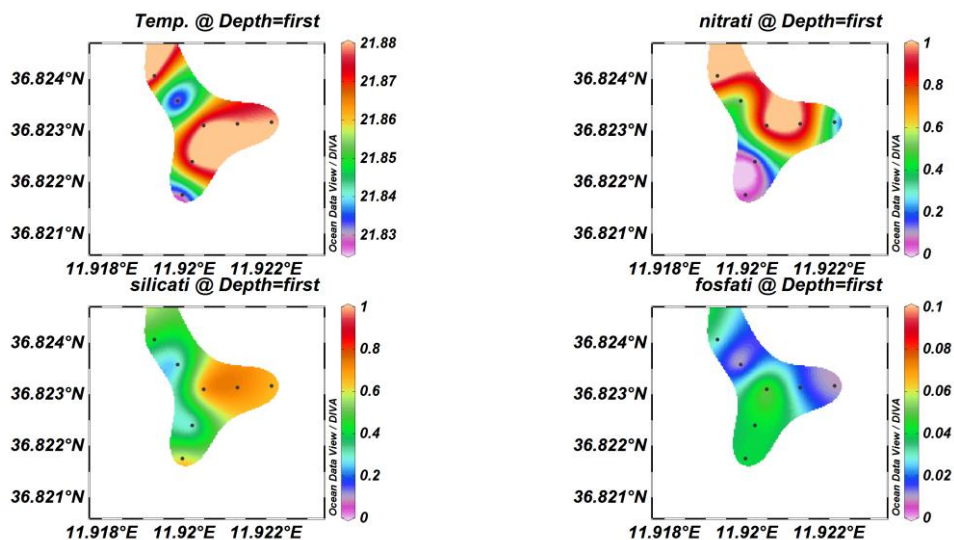 Temp. @ Depth=first
36.824°N
36.823°N
36.822°N
36.821°N
11.918°E 11.92°E 11.922°E
21.88
21.87
21.86
21.85
21.84
21.83
Ocean Data View / DIVA
nitrati @ Depth=first
36.824°N
36.823°N
36.822°N
36.821°N
11.918°E 11.92°E 11.922°E
1
0.8
0.6
0.4
0.2
0
Ocean Data View / DIVA
silicati @ Depth=first
36.824°N
36.823°N
36.822°N
36.821°N
11.918°E 11.92°E 11.922°E
1
0.8
0.6
0.4
0.2
0
Ocean Data View / DIVA
fosfati @ Depth=first
36.824°N
36.823°N
36.822°N
36.821°N
11.918°E 11.92°E 11.922°E
0.1
0.08
0.06
0.04
0.02
0
Ocean Data View / DIVA